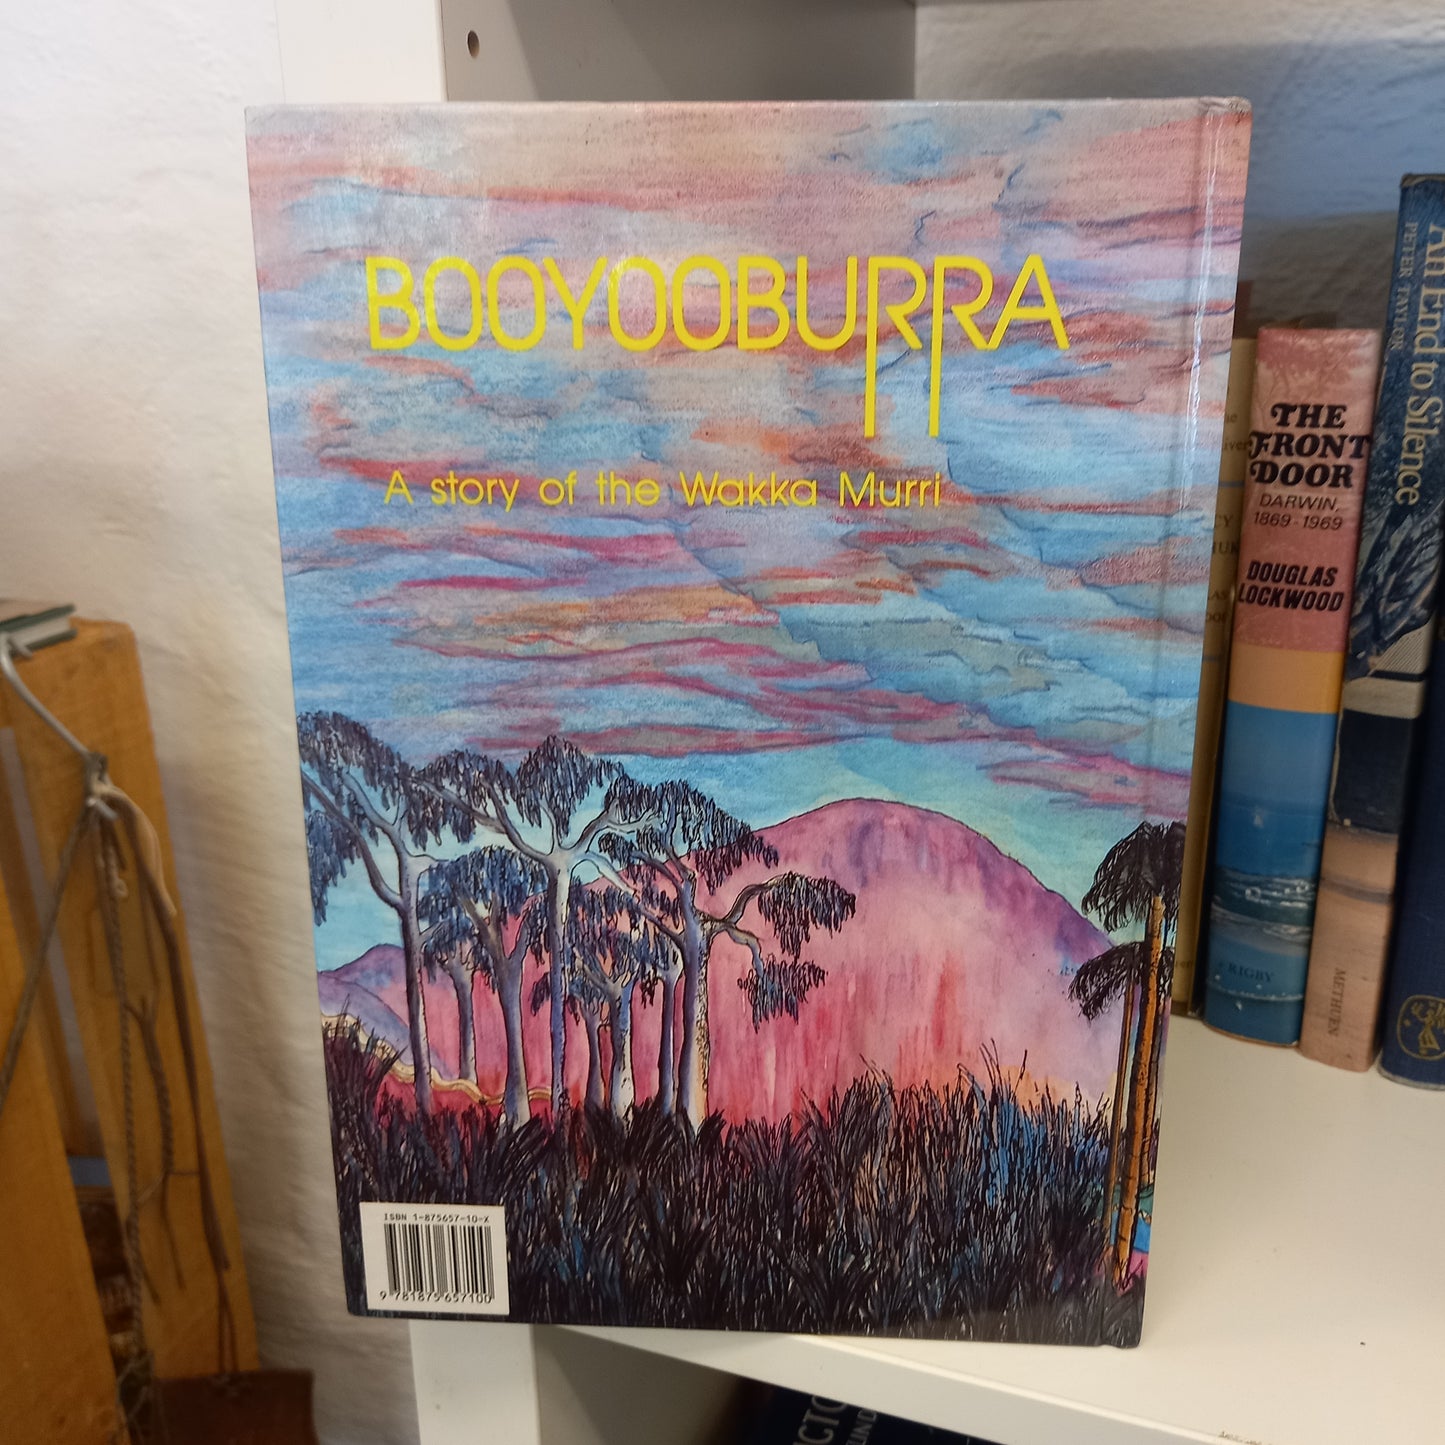 BOOYOOBURRA
A story of the Wakka Murri
ISBN 1-875657-10-X
9 781875 657100
THE
FRONT
DOOR
DARWIN,
1869-1969
DOUGLAS
LOCKWOOD
RIGBY
An End to Silence
PETER TAYLOR
METHUEN